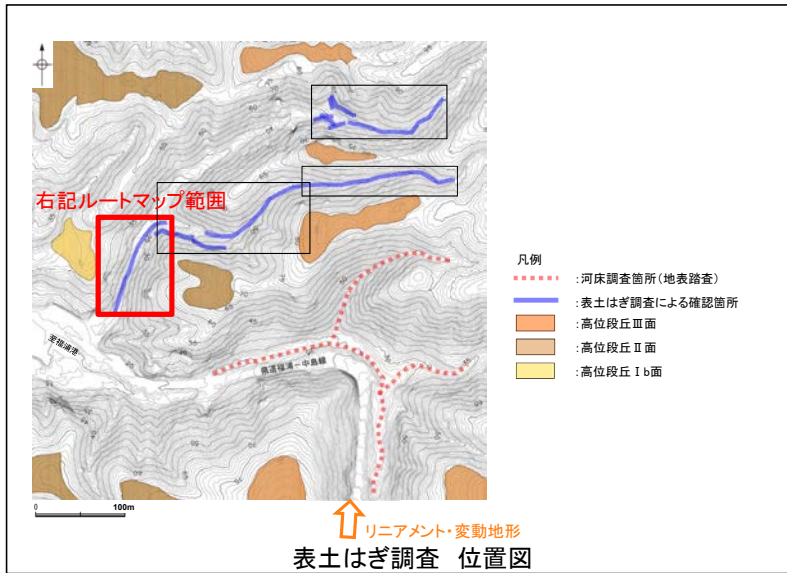 右記ルートマップ範囲
至福浦港
県道福浦-中島線
凡例
:河床調査箇所(地表踏査)
:表土はぎ調査による確認箇所
:高位段丘Ⅲ面
:高位段丘Ⅱ面
:高位段丘Ⅰb面
0 100m
リニアメント・変動地形
表土はぎ調査 位置図